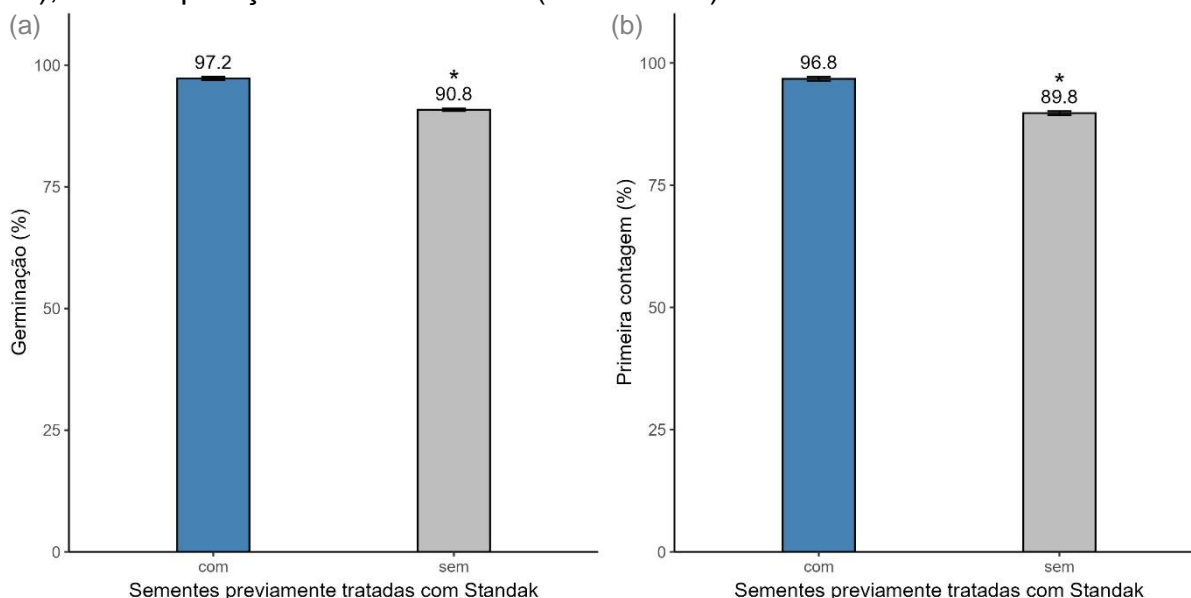 (a)
97.2
*
90.8
100
75
50
25
0
Germinação (%)
com
sem
Sementes previamente tratadas com Standak
(b)
96.8
*
89.8
100
75
50
25
0
Primeira contagem (%)
com
sem
Sementes previamente tratadas com Standak